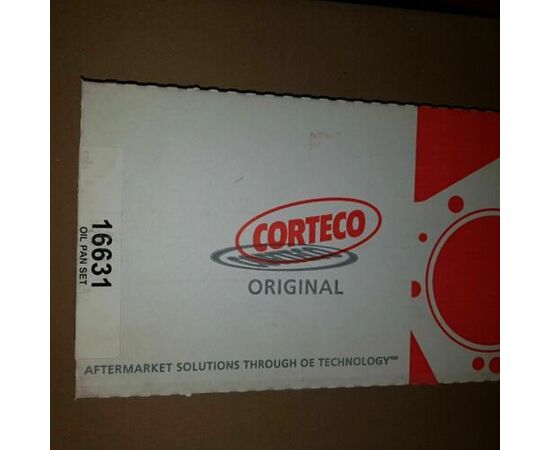 16631
OIL PAN SET
CORTECO
ORIGINAL
AFTERMARKET SOLUTIONS THROUGH OE TECHNOLOGY™